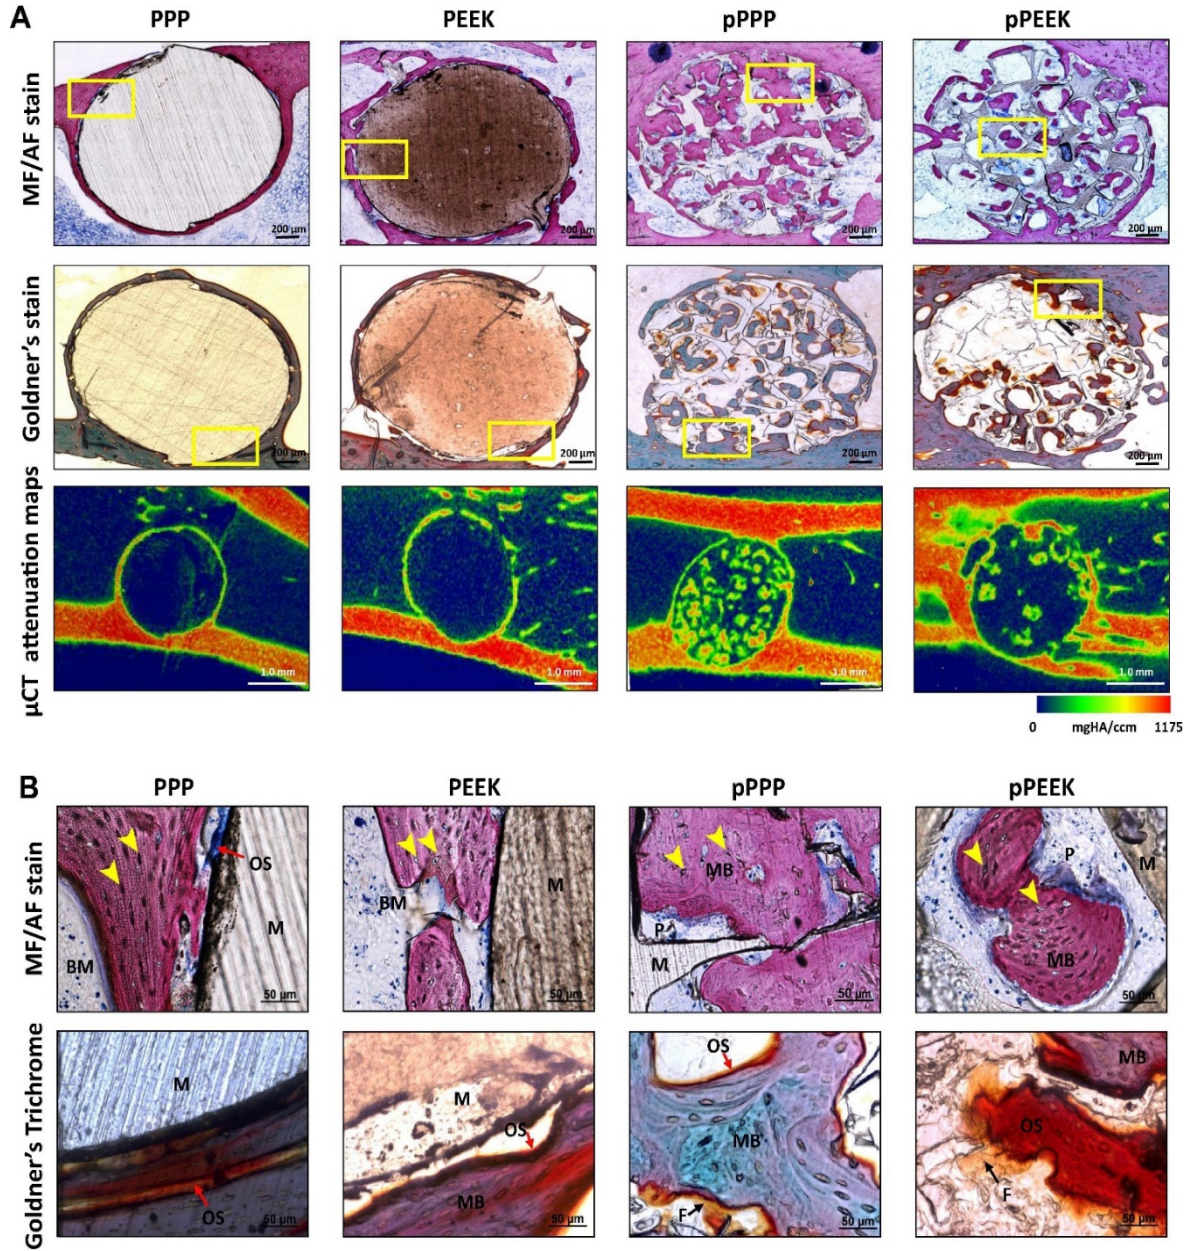 A
PPP PEEK pPPP pPEEK
MF/AF stain
200 µm 200 µm 200 µm 200 µm
Goldner's stain
200 µm 200 µm 200 µm 200 µm
µCT attenuation maps
1.0 mm 1.0 mm 1.0 mm 1.0 mm
0 mgHA/ccm 1175
B
PPP PEEK pPPP pPEEK
MF/AF stain
OS M BM 50 µm
M BM 50 µm
MB P M 50 µm
P M MB 50 µm
Goldner's Trichrome
M OS 50 µm
M OS MB 50 µm
OS MB F 50 µm
MB OS F 50 µm